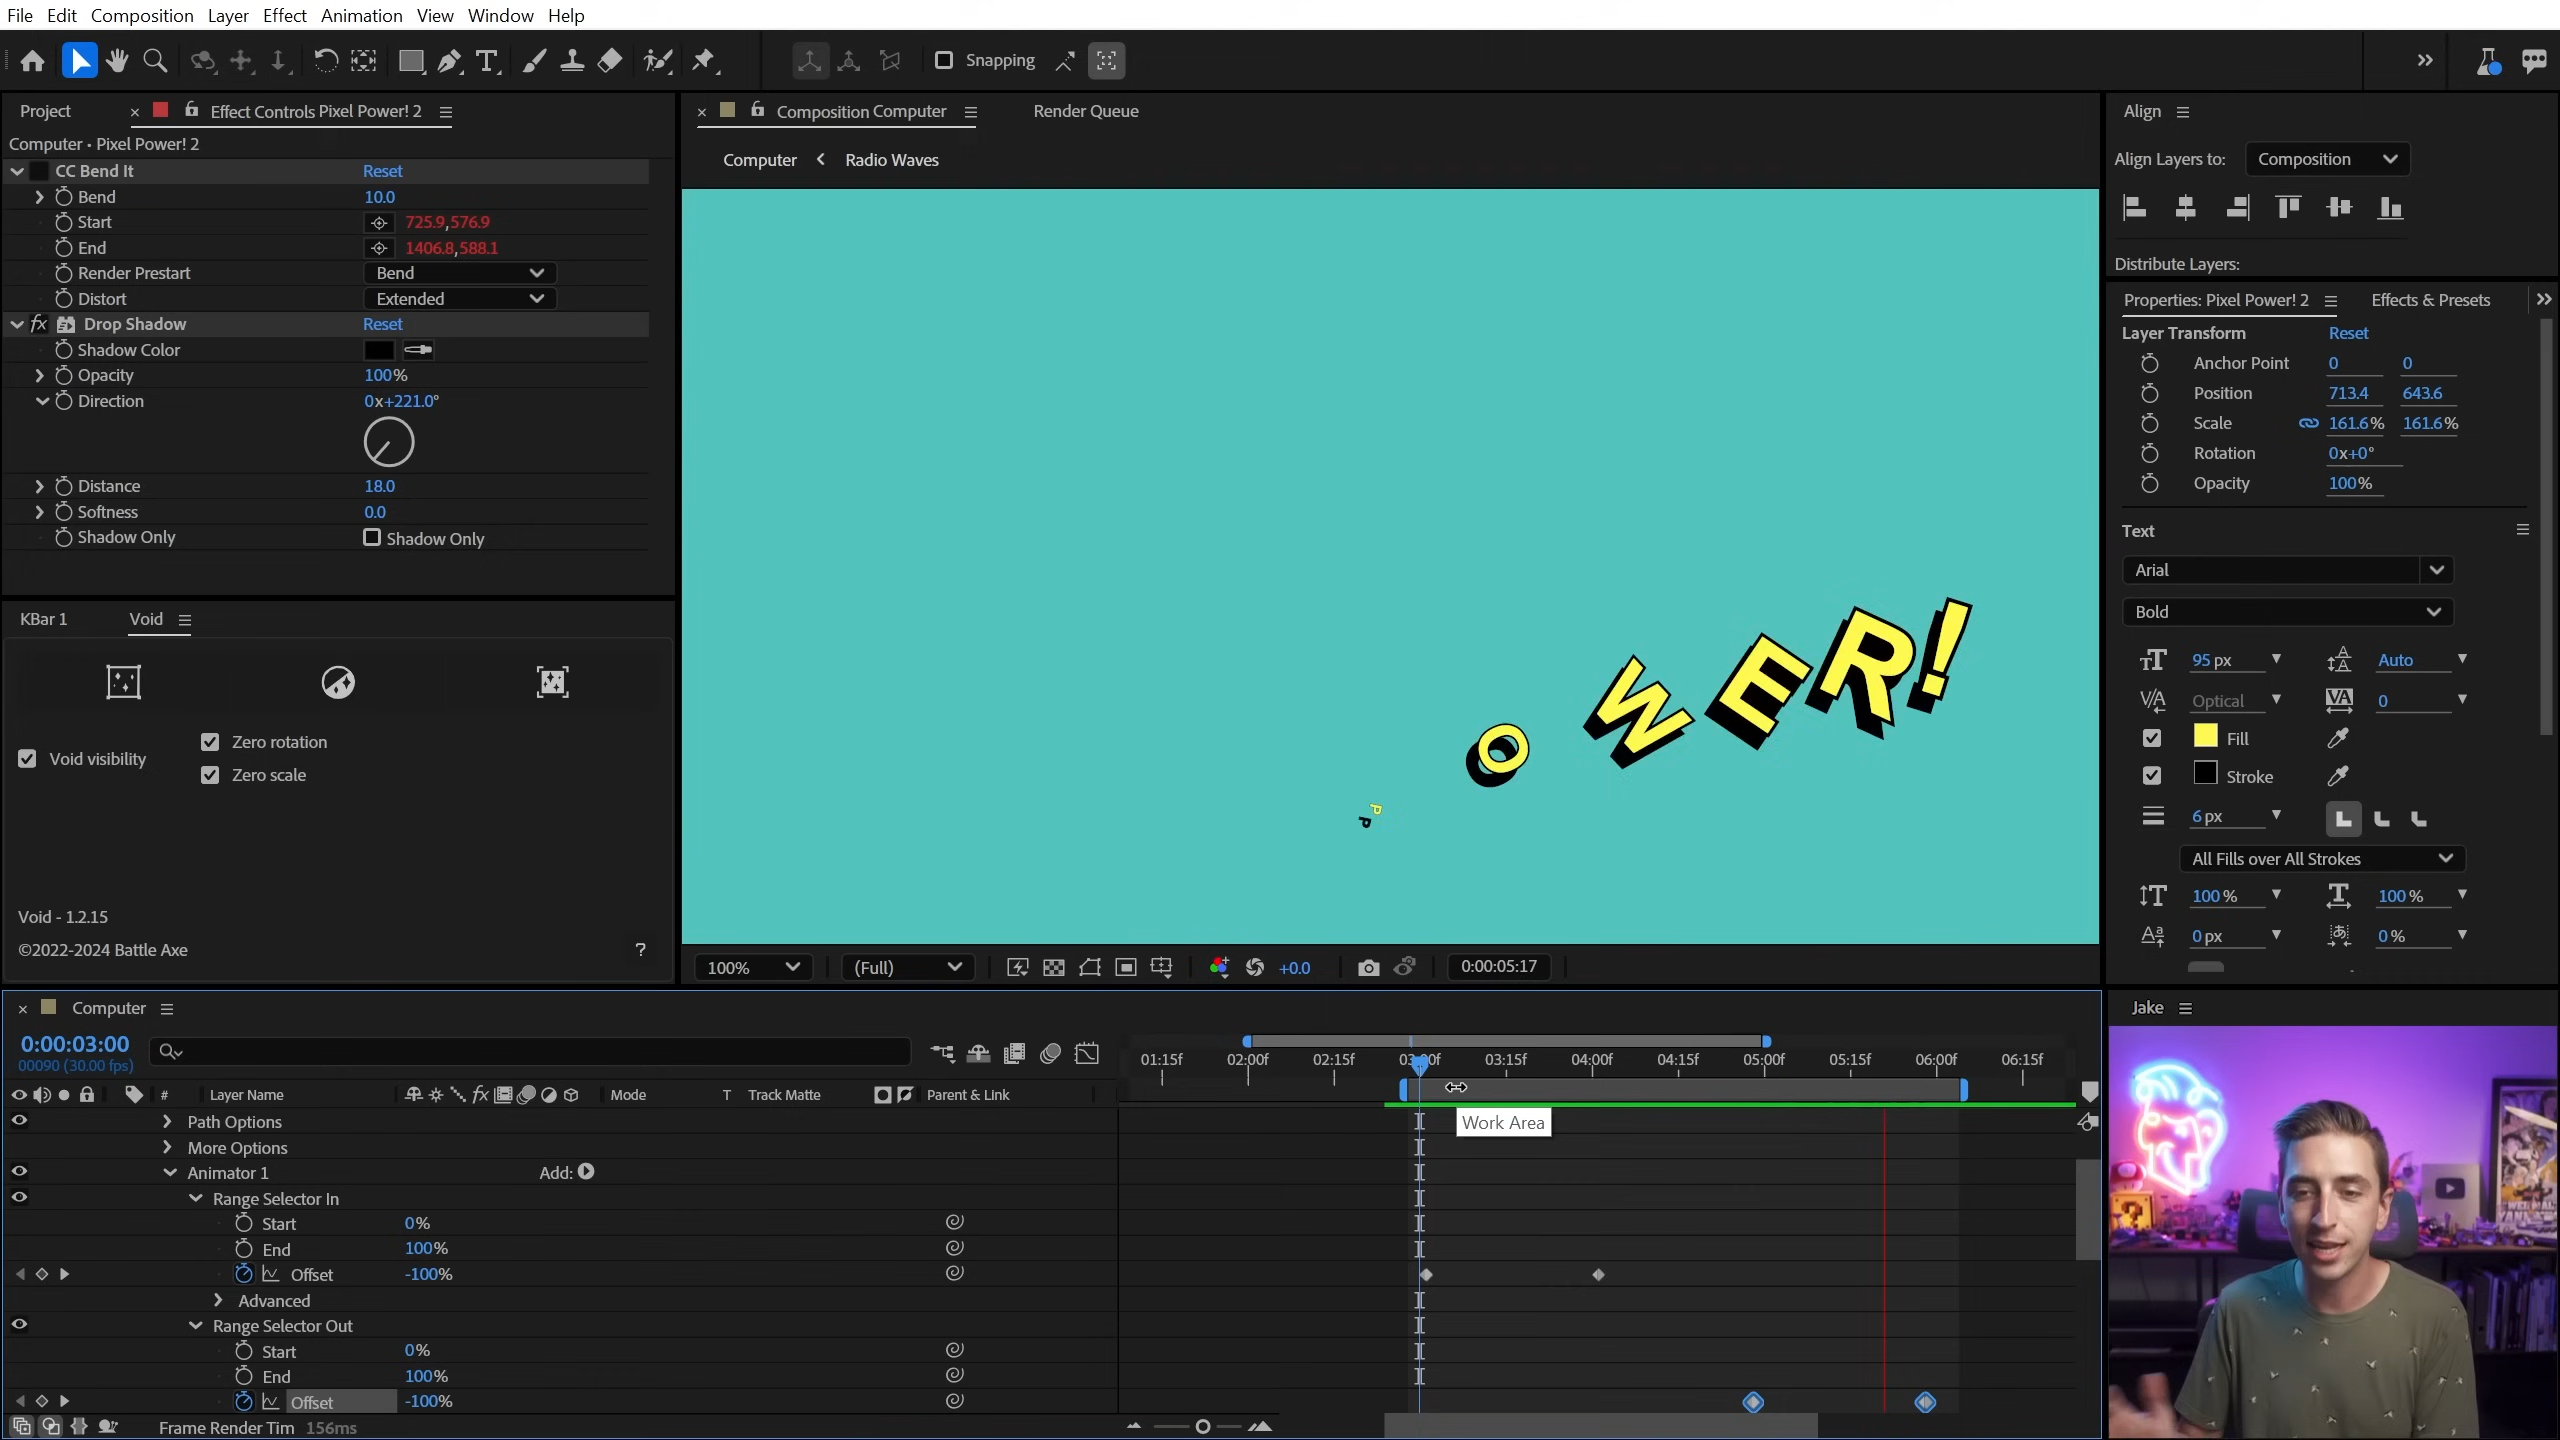 File Edit Composition Layer Effect Animation View Window Help
Snapping
Project
Effect Controls Pixel Power! 2
Computer • Pixel Power! 2
CC Bend It Reset
Bend 10.0
Start 725.9,576.9
End 1406.8,588.1
Render Prestart Bend
Distort Extended
fx Drop Shadow Reset
Shadow Color
Opacity 100%
Direction 0x+221.0°
Distance 18.0
Softness 0.0
Shadow Only Shadow Only
KBar 1 Void
Void visibility
Zero rotation
Zero scale
Void - 1.2.15
©2022-2024 Battle Axe ?
Composition Computer Render Queue
Computer Radio Waves
P
O W E R !
100% (Full) +0.0 0:00:05:17
Align
Align Layers to: Composition
Distribute Layers:
Properties: Pixel Power! 2 Effects & Presets
Layer Transform Reset
Anchor Point 0 0
Position 713.4 643.6
Scale 161.6% 161.6%
Rotation 0x+0°
Opacity 100%
Text
Arial
Bold
95 px Auto
Optical 0
Fill
Stroke
6 px
All Fills over All Strokes
100 % 100 %
0 px 0 %
Computer
0:00:03:00
00090 (30.00 fps)
01:15f 02:00f 02:15f 03:00f 03:15f 04:00f 04:15f 05:00f 05:15f 06:00f 06:15f
# Layer Name fx Mode T Track Matte Parent & Link
Work Area
Path Options
More Options
Animator 1 Add:
Range Selector In
Start 0%
End 100%
Offset -100%
Advanced
Range Selector Out
Start 0%
End 100%
Offset -100%
Frame Render Tim 156ms
Jake